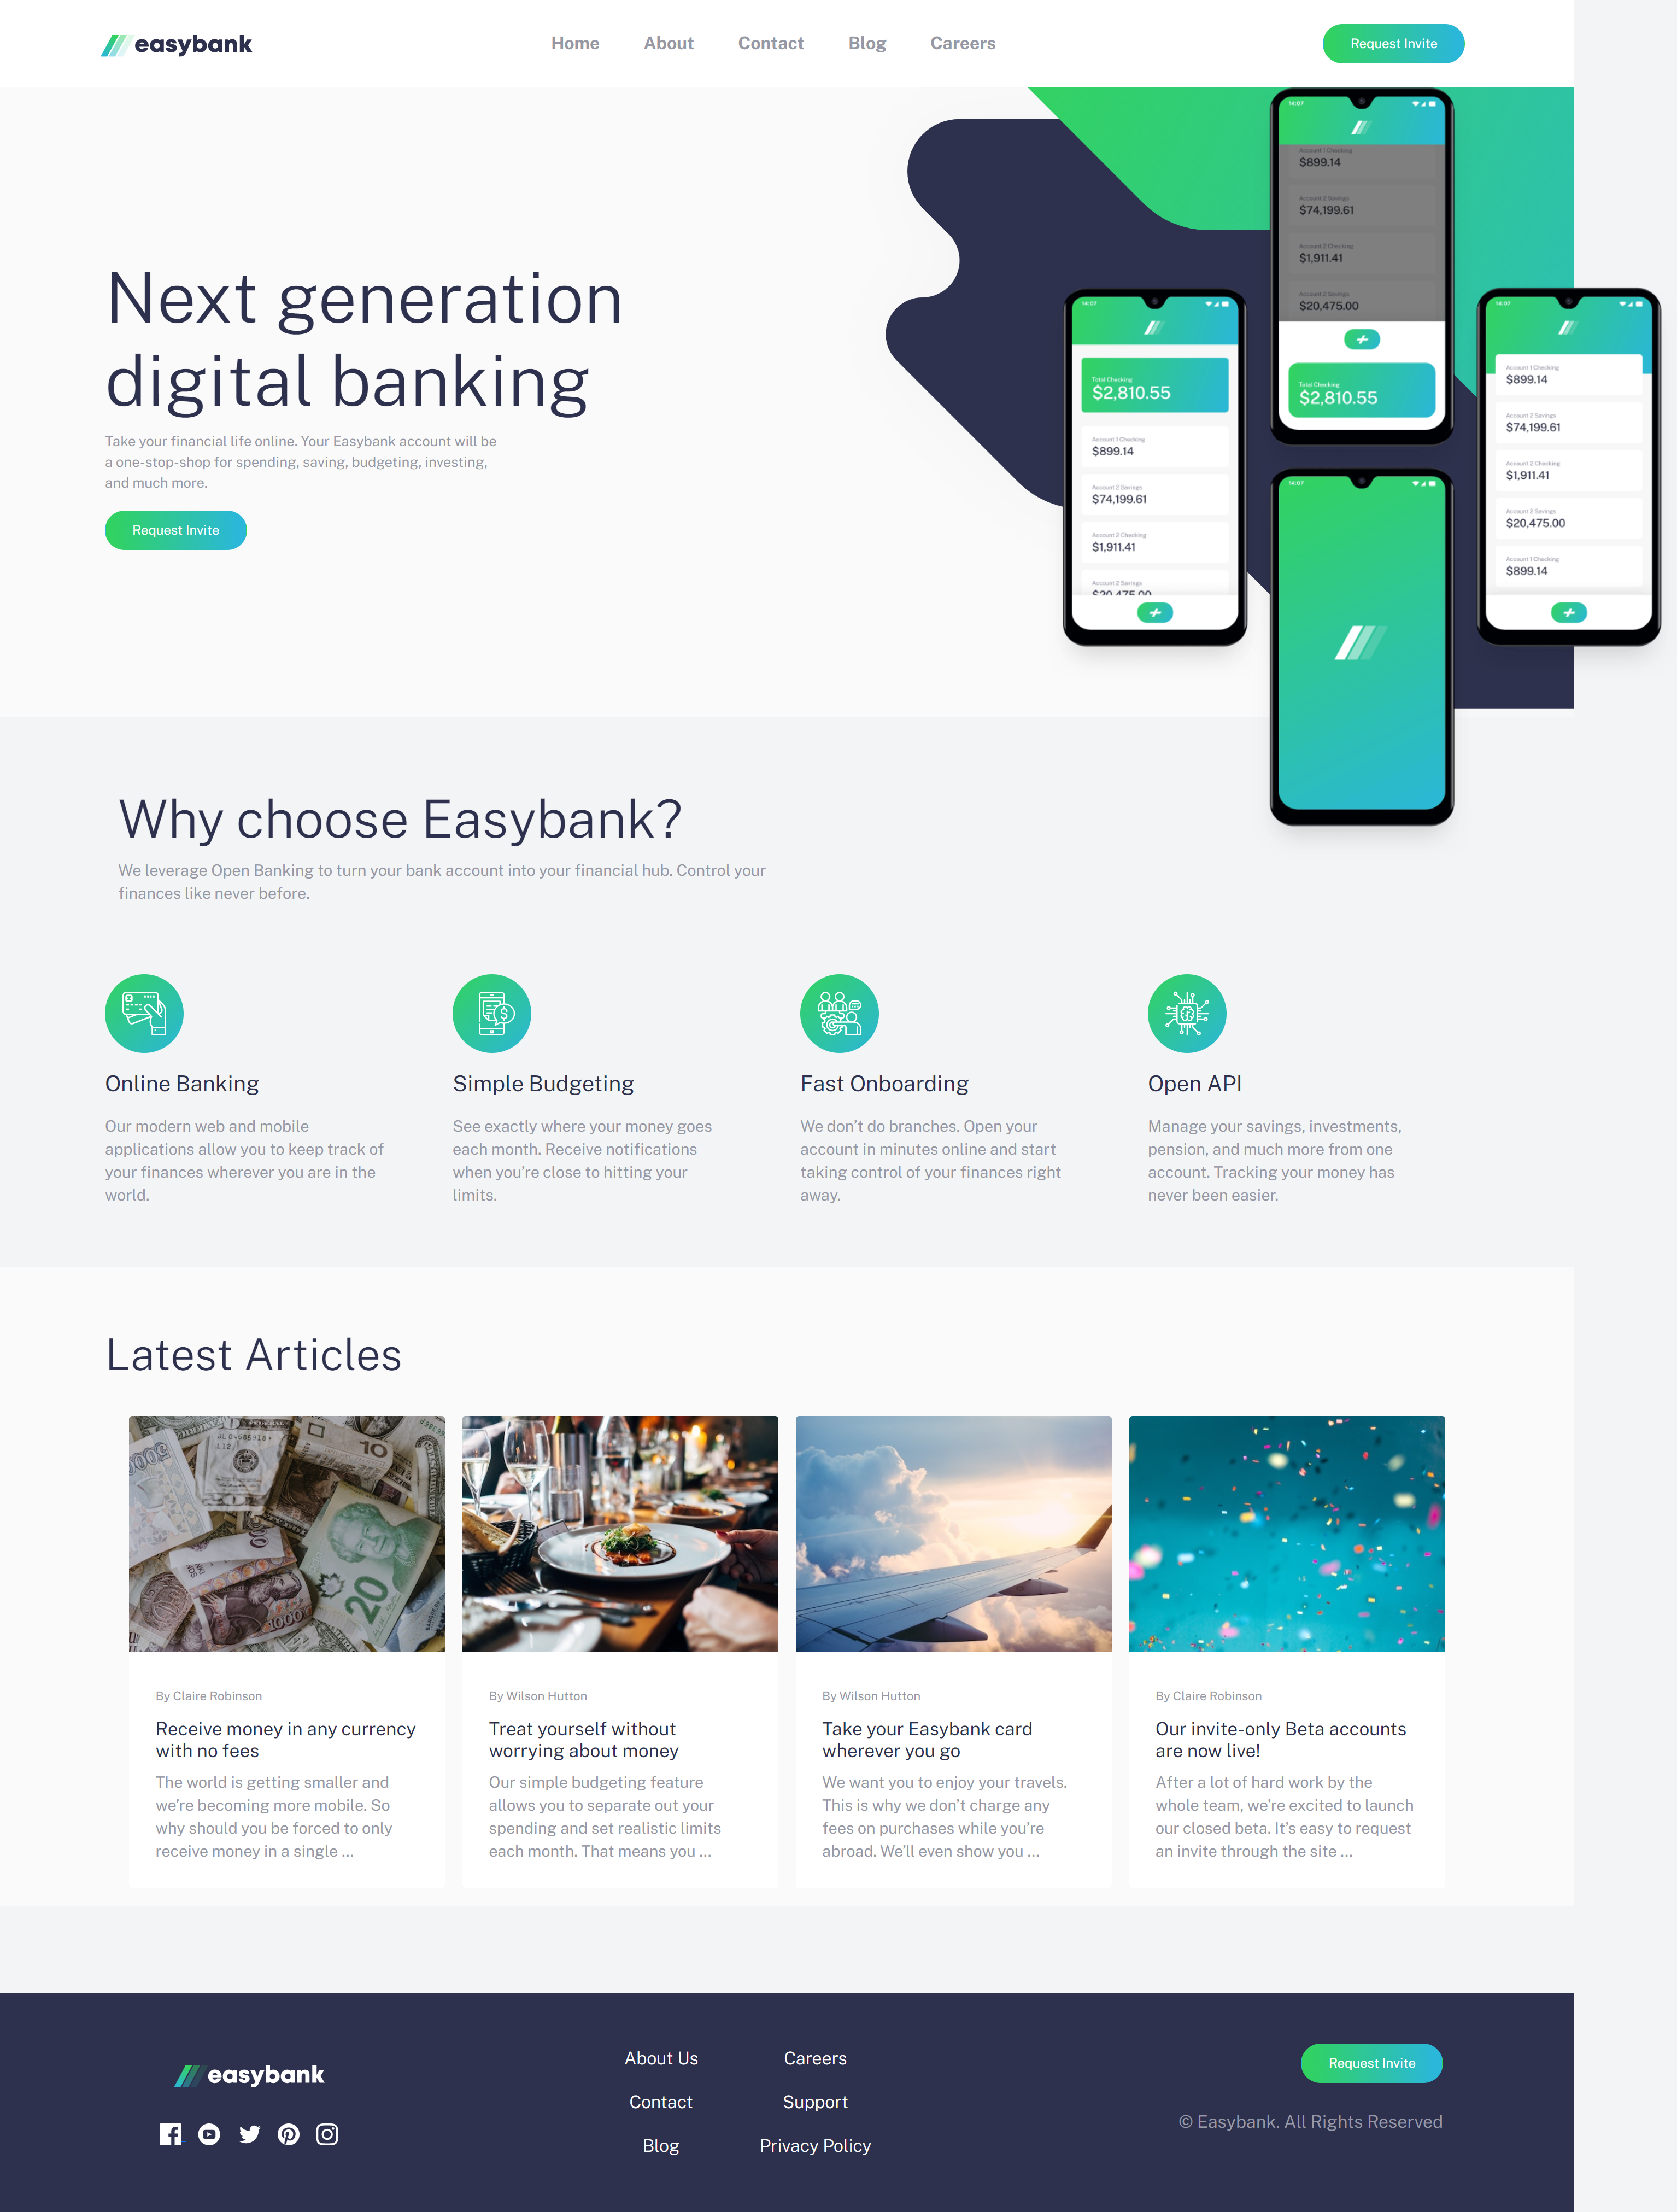 easybank
Home
About
Contact
Blog
Careers
Request Invite
Next generation
digital banking
Take your financial life online. Your Easybank account will be
a one-stop-shop for spending, saving, budgeting, investing,
and much more.
Request Invite
14:07
Account 1 Checking
$899.14
Account 2 Savings
$74,199.61
Account 2 Checking
$1,911.41
Account 2 Savings
$20,475.00
Total Checking
$2,810.55
14:07
Total Checking
$2,810.55
Account 1 Checking
$899.14
Account 2 Savings
$74,199.61
Account 2 Checking
$1,911.41
Account 2 Savings
$20,475.00
14:07
Account 1 Checking
$899.14
Account 2 Savings
$74,199.61
Account 2 Checking
$1,911.41
Account 2 Savings
$20,475.00
Account 1 Checking
$899.14
14:07
Why choose Easybank?
We leverage Open Banking to turn your bank account into your financial hub. Control your
finances like never before.
Online Banking
Our modern web and mobile
applications allow you to keep track of
your finances wherever you are in the
world.
Simple Budgeting
See exactly where your money goes
each month. Receive notifications
when you’re close to hitting your
limits.
Fast Onboarding
We don’t do branches. Open your
account in minutes online and start
taking control of your finances right
away.
Open API
Manage your savings, investments,
pension, and much more from one
account. Tracking your money has
never been easier.
Latest Articles
10
20
1000
By Claire Robinson
Receive money in any currency
with no fees
The world is getting smaller and
we’re becoming more mobile. So
why should you be forced to only
receive money in a single …
By Wilson Hutton
Treat yourself without
worrying about money
Our simple budgeting feature
allows you to separate out your
spending and set realistic limits
each month. That means you …
By Wilson Hutton
Take your Easybank card
wherever you go
We want you to enjoy your travels.
This is why we don’t charge any
fees on purchases while you’re
abroad. We’ll even show you …
By Claire Robinson
Our invite-only Beta accounts
are now live!
After a lot of hard work by the
whole team, we’re excited to launch
our closed beta. It’s easy to request
an invite through the site …
easybank
About Us
Contact
Blog
Careers
Support
Privacy Policy
Request Invite
© Easybank. All Rights Reserved